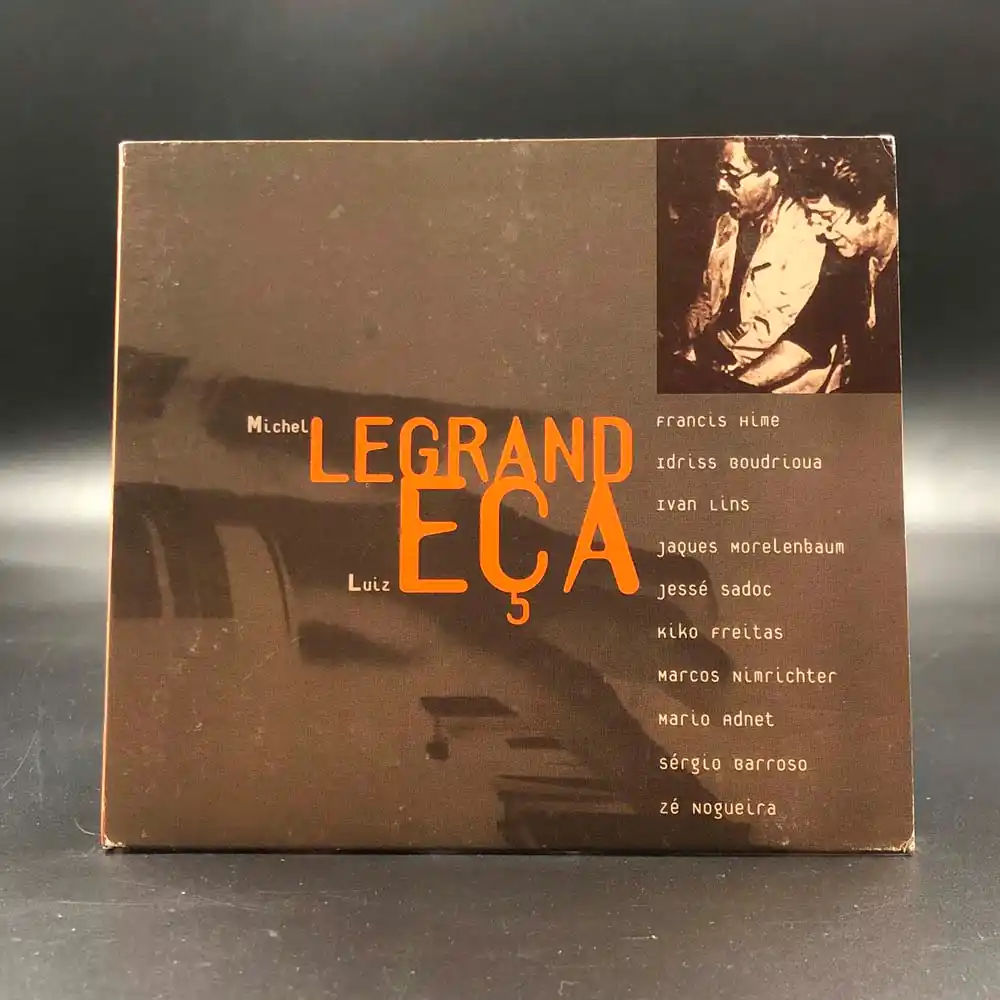 Michel LEGRAND
Luiz EÇA
Francis Hime
Idriss Boudrioua
Ivan Lins
Jaques MorelenBaum
Jessé Sadoc
Kiko Freitas
Marcos Nimrichter
Mario Adnet
Sérgio Barroso
Zé Nogueira